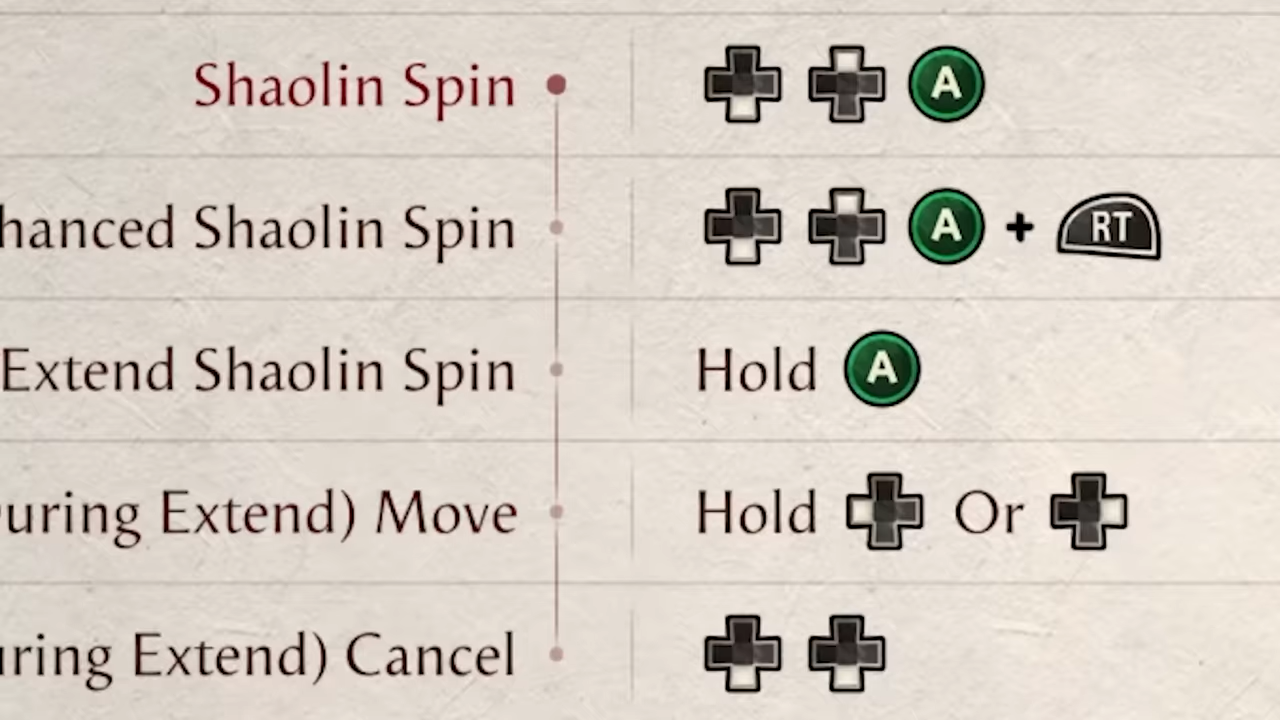 Shaolin Spin A
hanced Shaolin Spin A + RT
Extend Shaolin Spin Hold A
uring Extend) Move Hold Or
uring Extend) Cancel